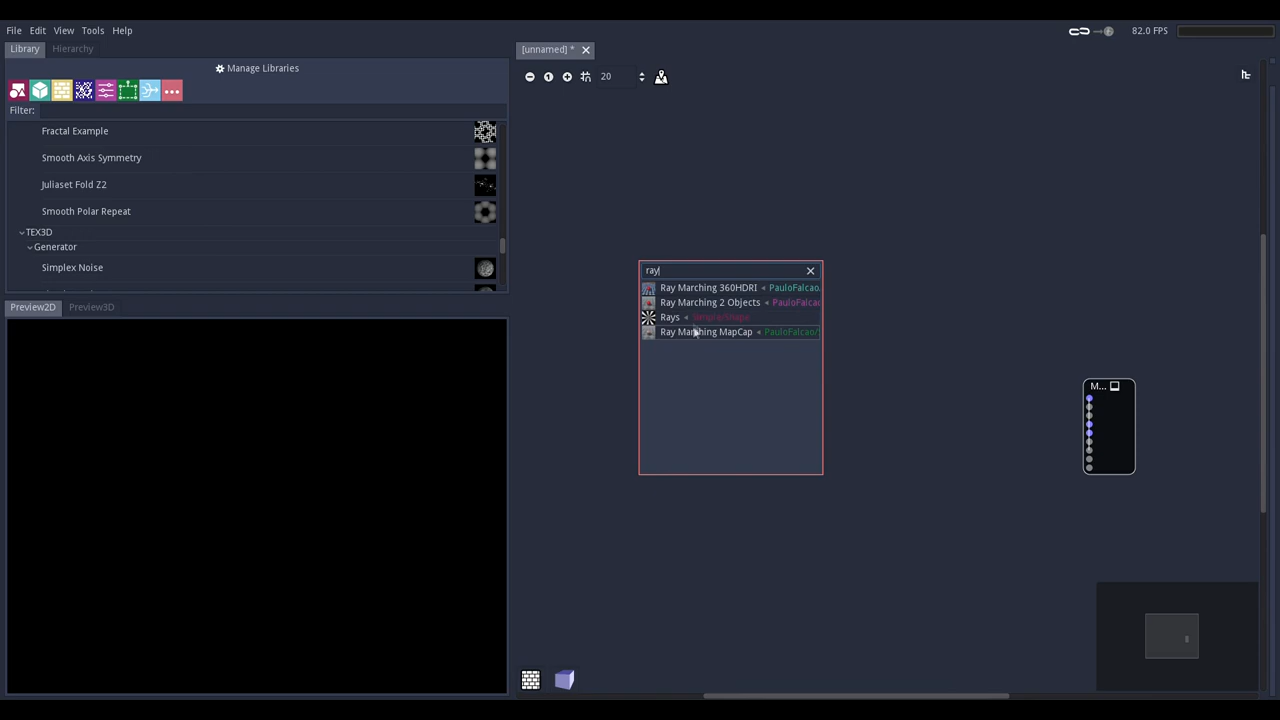 File Edit View Tools Help
82.0 FPS
Library Hierarchy
[unnamed] *
Manage Libraries
20
Filter:
Fractal Example
Smooth Axis Symmetry
Juliaset Fold Z2
Smooth Polar Repeat
TEX3D
Generator
Simplex Noise
ray
Ray Marching 360HDRI PauloFalcao
Ray Marching 2 Objects PauloFalcao
Rays Simple/Shape
Ray Marching MapCap PauloFalcao/
M...
Preview2D Preview3D